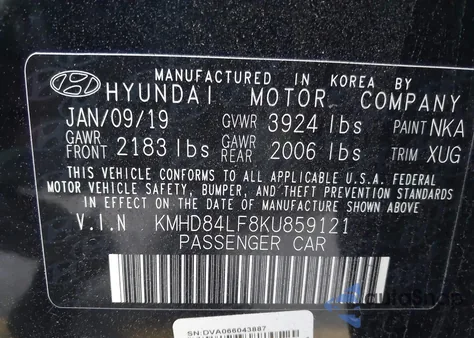 MANUFACTURED IN KOREA BY
HYUNDAI MOTOR COMPANY
JAN/09/19 GVWR 3924 lbs PAINT NKA
GAWR FRONT 2183 lbs GAWR REAR 2006 lbs TRIM XUG
THIS VEHICLE CONFORMS TO ALL APPLICABLE U.S.A. FEDERAL
MOTOR VEHICLE SAFETY, BUMPER, AND THEFT PREVENTION STANDARDS
IN EFFECT ON THE DATE OF MANUFACTURE SHOWN ABOVE.
V.I.N KMHD84LF8KU859121
PASSENGER CAR
SN:DVA066043887